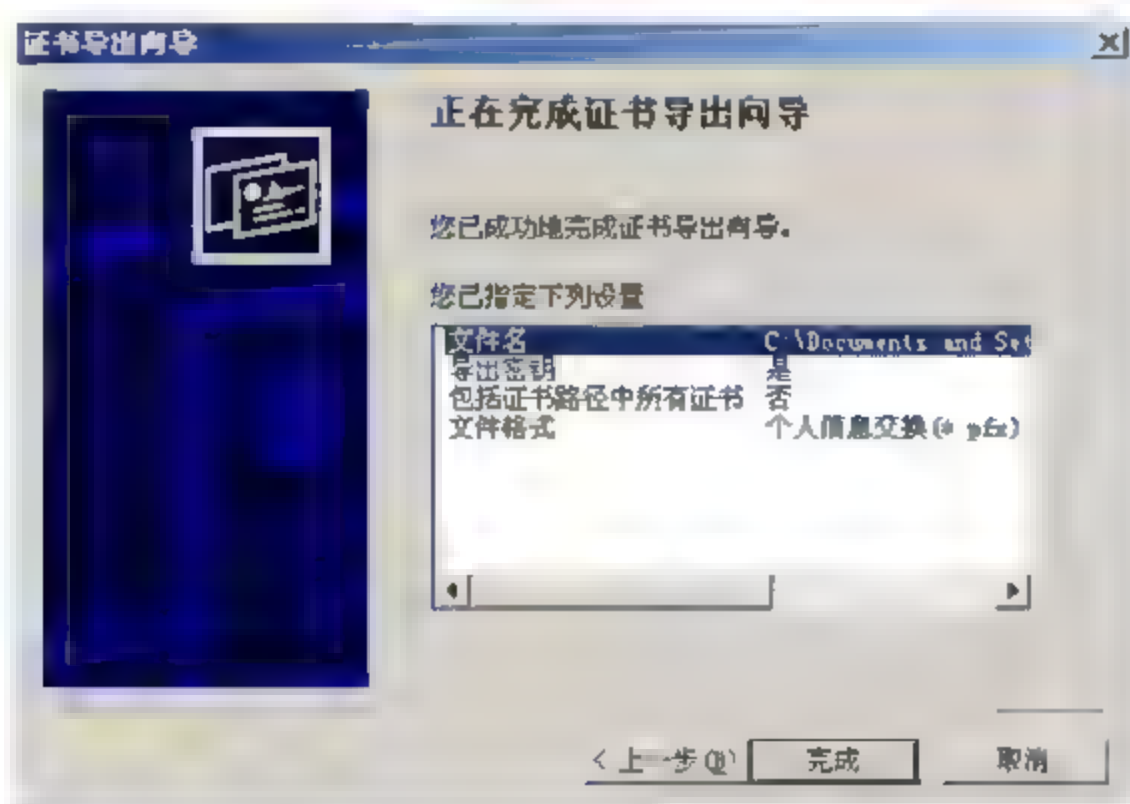 证书导出向导
正在完成证书导出向导
您已成功地完成证书导出向导。
您已指定下列设置
文件名 C:\Documents and Set
导出密钥 是
包括证书路径中所有证书 否
文件格式 个人信息交换(*.pfx)
<上一步(B) 完成 取消